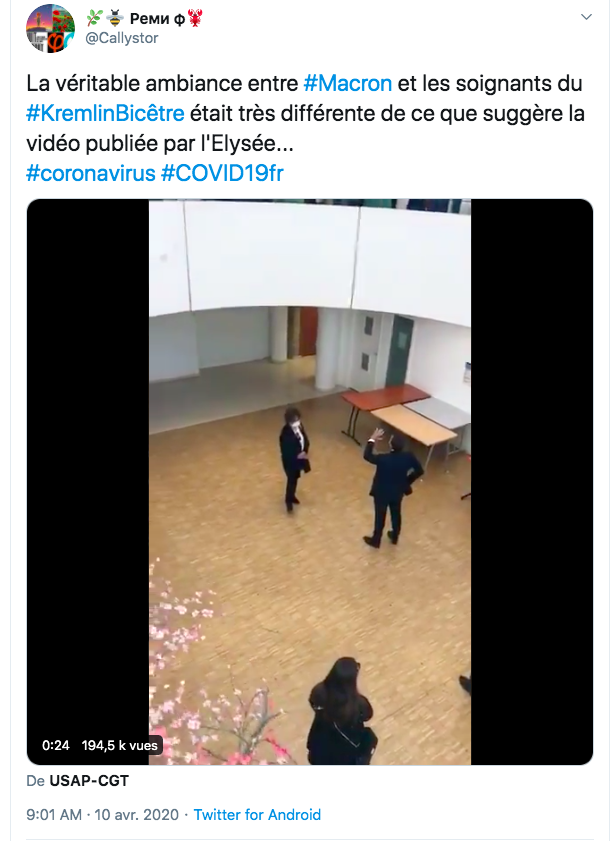 🌿 🐝 Реми ф🦞
@Callystor
La véritable ambiance entre #Macron et les soignants du
#KremlinBicêtre était très différente de ce que suggère la
vidéo publiée par l'Elysée...
#coronavirus #COVID19fr
0:24 194,5 k vues
De USAP-CGT
9:01 AM · 10 avr. 2020 · Twitter for Android